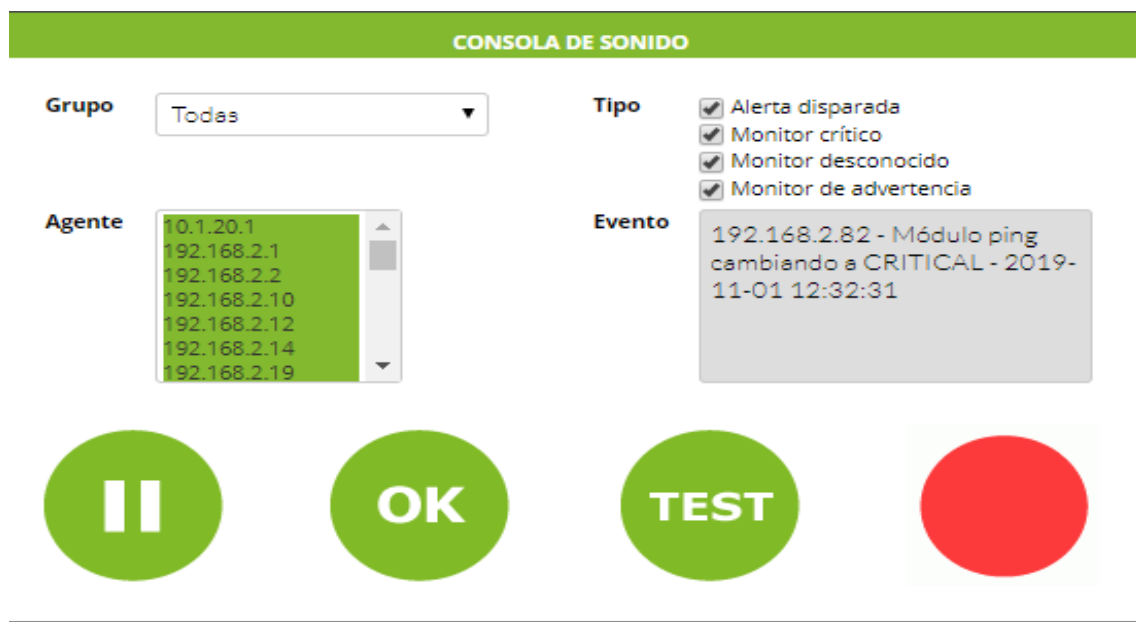 CONSOLA DE SONIDO
Grupo
Todas
Tipo
Alerta disparada
Monitor crítico
Monitor desconocido
Monitor de advertencia
Agente
10.1.20.1
192.168.2.1
192.168.2.2
192.168.2.10
192.168.2.12
192.168.2.14
192.168.2.19
Evento
192.168.2.82 - Módulo ping
cambiando a CRITICAL - 2019-
11-01 12:32:31
OK
TEST